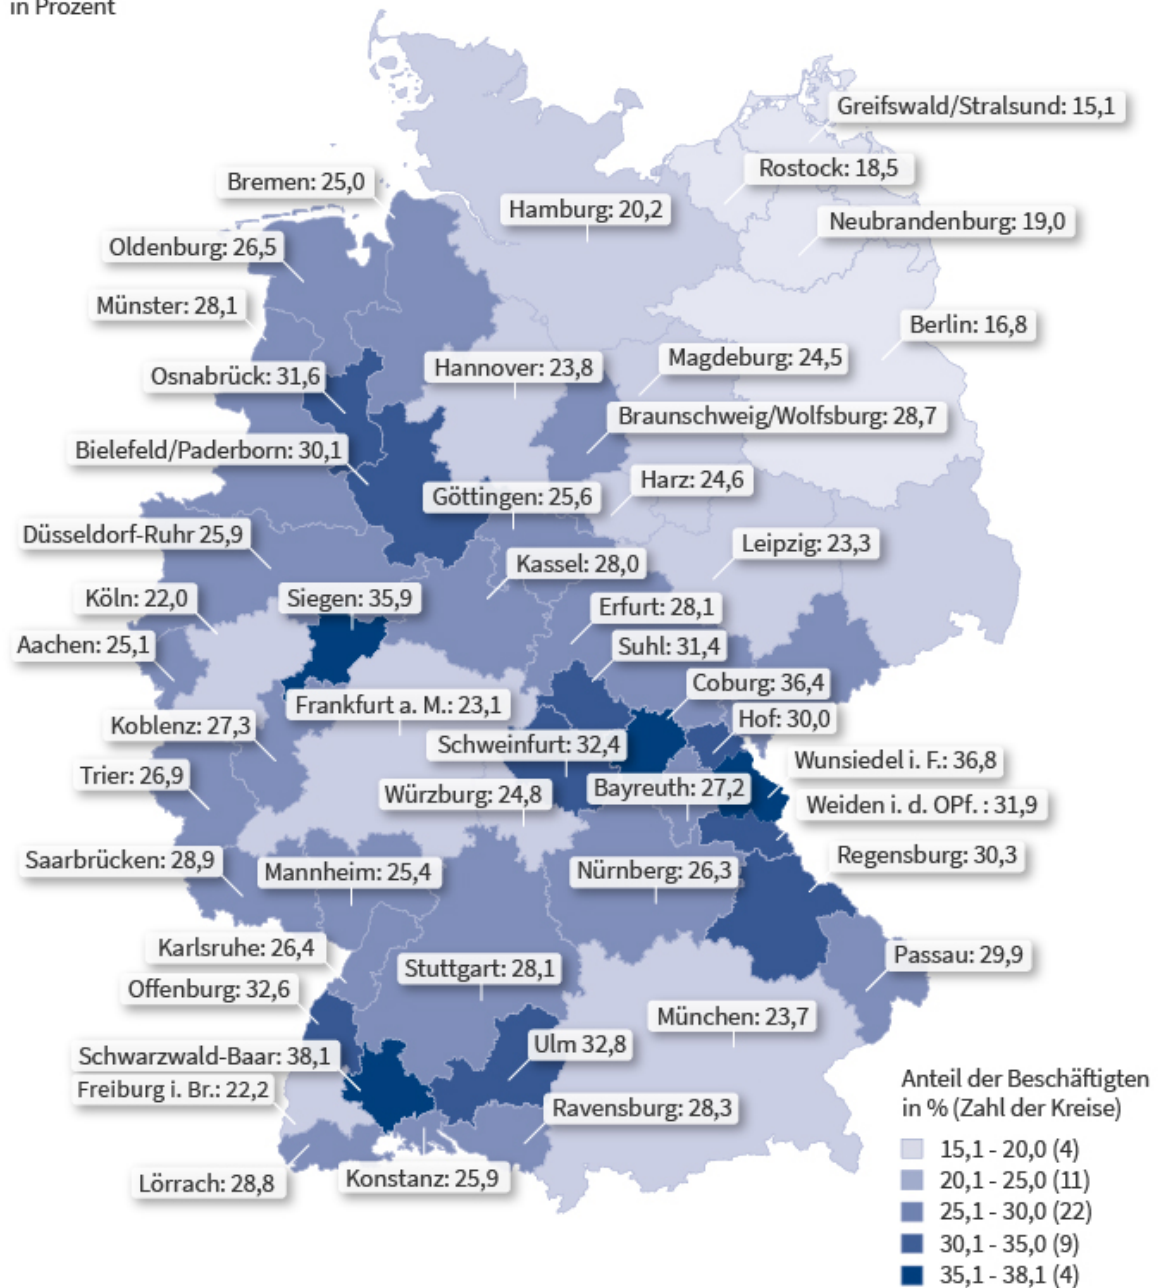 in Prozent
Greifswald/Stralsund: 15,1
Rostock: 18,5
Bremen: 25,0
Hamburg: 20,2
Neubrandenburg: 19,0
Oldenburg: 26,5
Münster: 28,1
Berlin: 16,8
Magdeburg: 24,5
Hannover: 23,8
Osnabrück: 31,6
Braunschweig/Wolfsburg: 28,7
Bielefeld/Paderborn: 30,1
Harz: 24,6
Göttingen: 25,6
Düsseldorf-Ruhr 25,9
Leipzig: 23,3
Kassel: 28,0
Köln: 22,0
Siegen: 35,9
Erfurt: 28,1
Aachen: 25,1
Suhl: 31,4
Coburg: 36,4
Frankfurt a. M.: 23,1
Hof: 30,0
Koblenz: 27,3
Schweinfurt: 32,4
Wunsiedel i. F.: 36,8
Trier: 26,9
Bayreuth: 27,2
Würzburg: 24,8
Weiden i. d. OPf. : 31,9
Saarbrücken: 28,9
Regensburg: 30,3
Mannheim: 25,4
Nürnberg: 26,3
Karlsruhe: 26,4
Passau: 29,9
Stuttgart: 28,1
Offenburg: 32,6
München: 23,7
Ulm 32,8
Schwarzwald-Baar: 38,1
Freiburg i. Br.: 22,2
Ravensburg: 28,3
Konstanz: 25,9
Lörrach: 28,8
Anteil der Beschäftigten
in % (Zahl der Kreise)
15,1 - 20,0 (4)
20,1 - 25,0 (11)
25,1 - 30,0 (22)
30,1 - 35,0 (9)
35,1 - 38,1 (4)